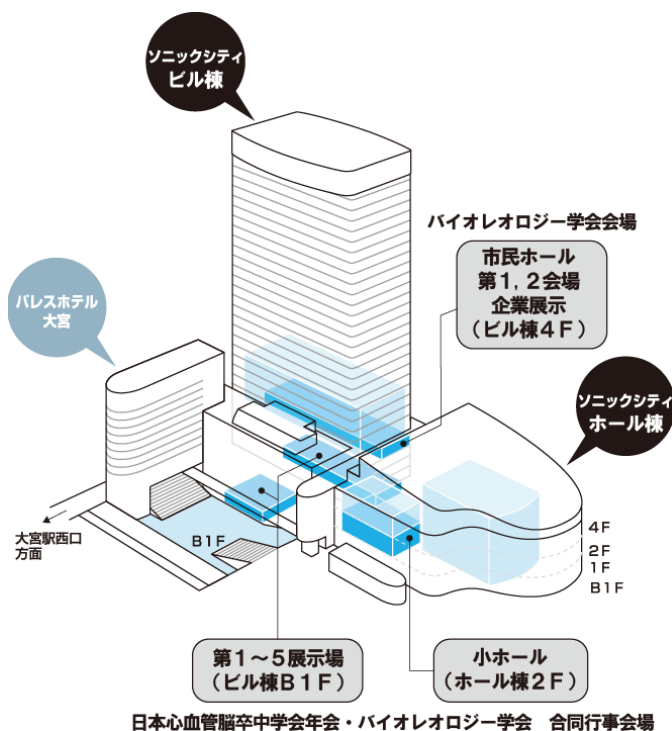 ソニックシティ
ビル棟
バイオレオロジー学会会場
市民ホール
第1，2会場
企業展示
（ビル棟4F）
パレスホテル
大宮
ソニックシティ
ホール棟
大宮駅西口
方面
B1F
4F
2F
1F
B1F
第1～5展示場
（ビル棟B1F）
小ホール
（ホール棟2F）
日本心血管脳卒中学会年会・バイオレオロジー学会　合同行事会場